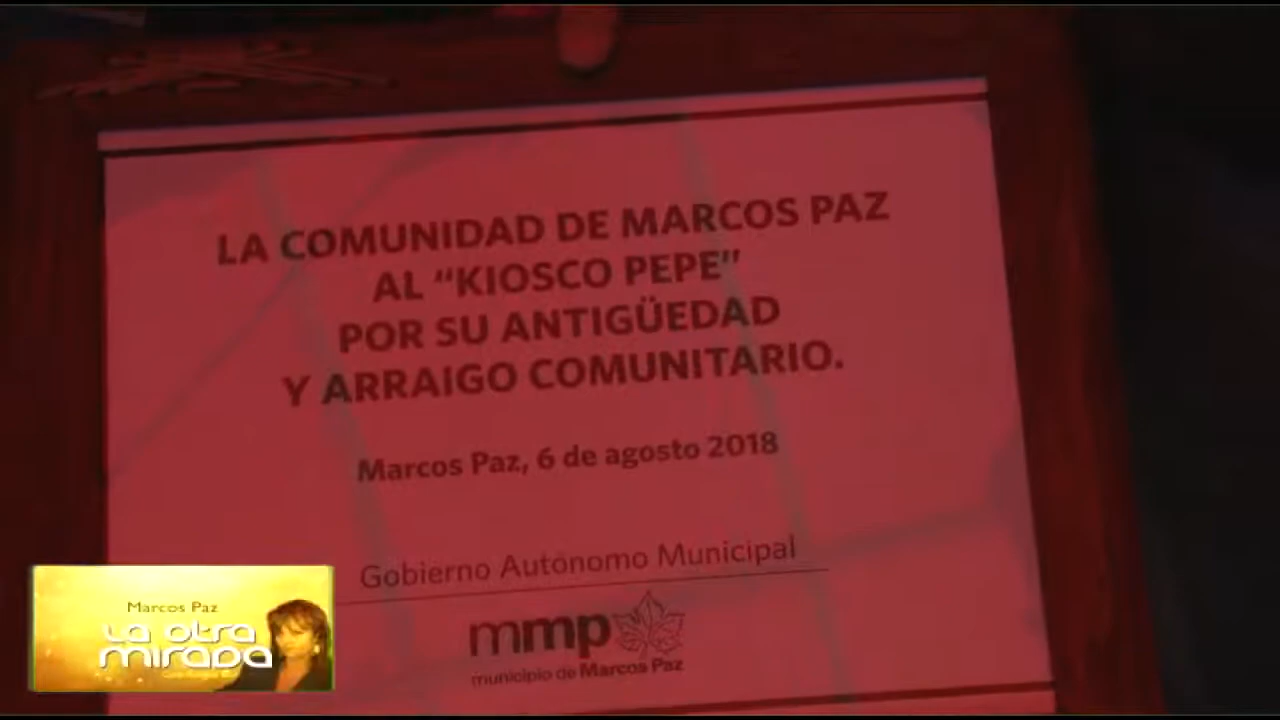 LA COMUNIDAD DE MARCOS PAZ
AL “KIOSCO PEPE”
POR SU ANTIGÜEDAD
Y ARRAIGO COMUNITARIO.
Marcos Paz, 6 de agosto 2018
Gobierno Autónomo Municipal
mmp
municipio de Marcos Paz
Marcos Paz
La otra
mirada